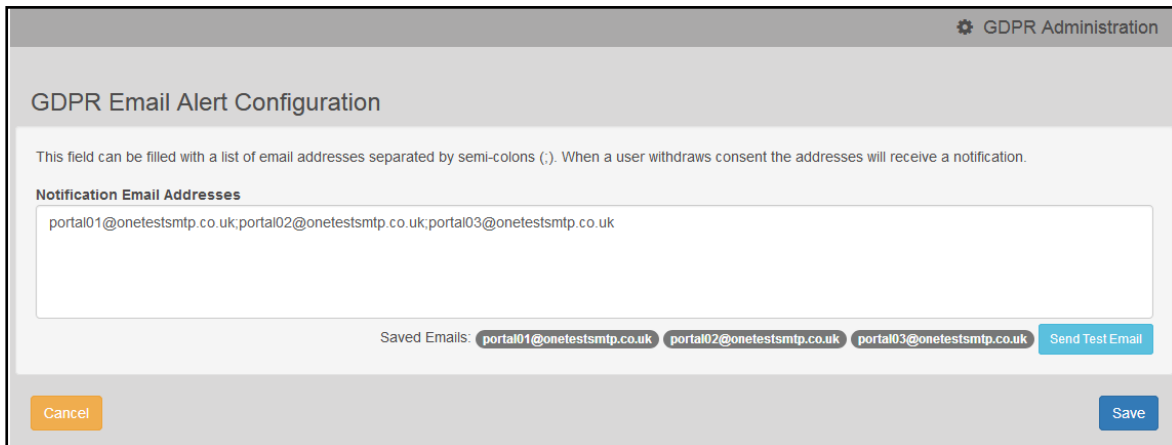 GDPR Administration
GDPR Email Alert Configuration
This field can be filled with a list of email addresses separated by semi-colons (;). When a user withdraws consent the addresses will receive a notification.
Notification Email Addresses
portal01@onetestsmtp.co.uk;portal02@onetestsmtp.co.uk;portal03@onetestsmtp.co.uk
Saved Emails: portal01@onetestsmtp.co.uk portal02@onetestsmtp.co.uk portal03@onetestsmtp.co.uk Send Test Email
Cancel Save